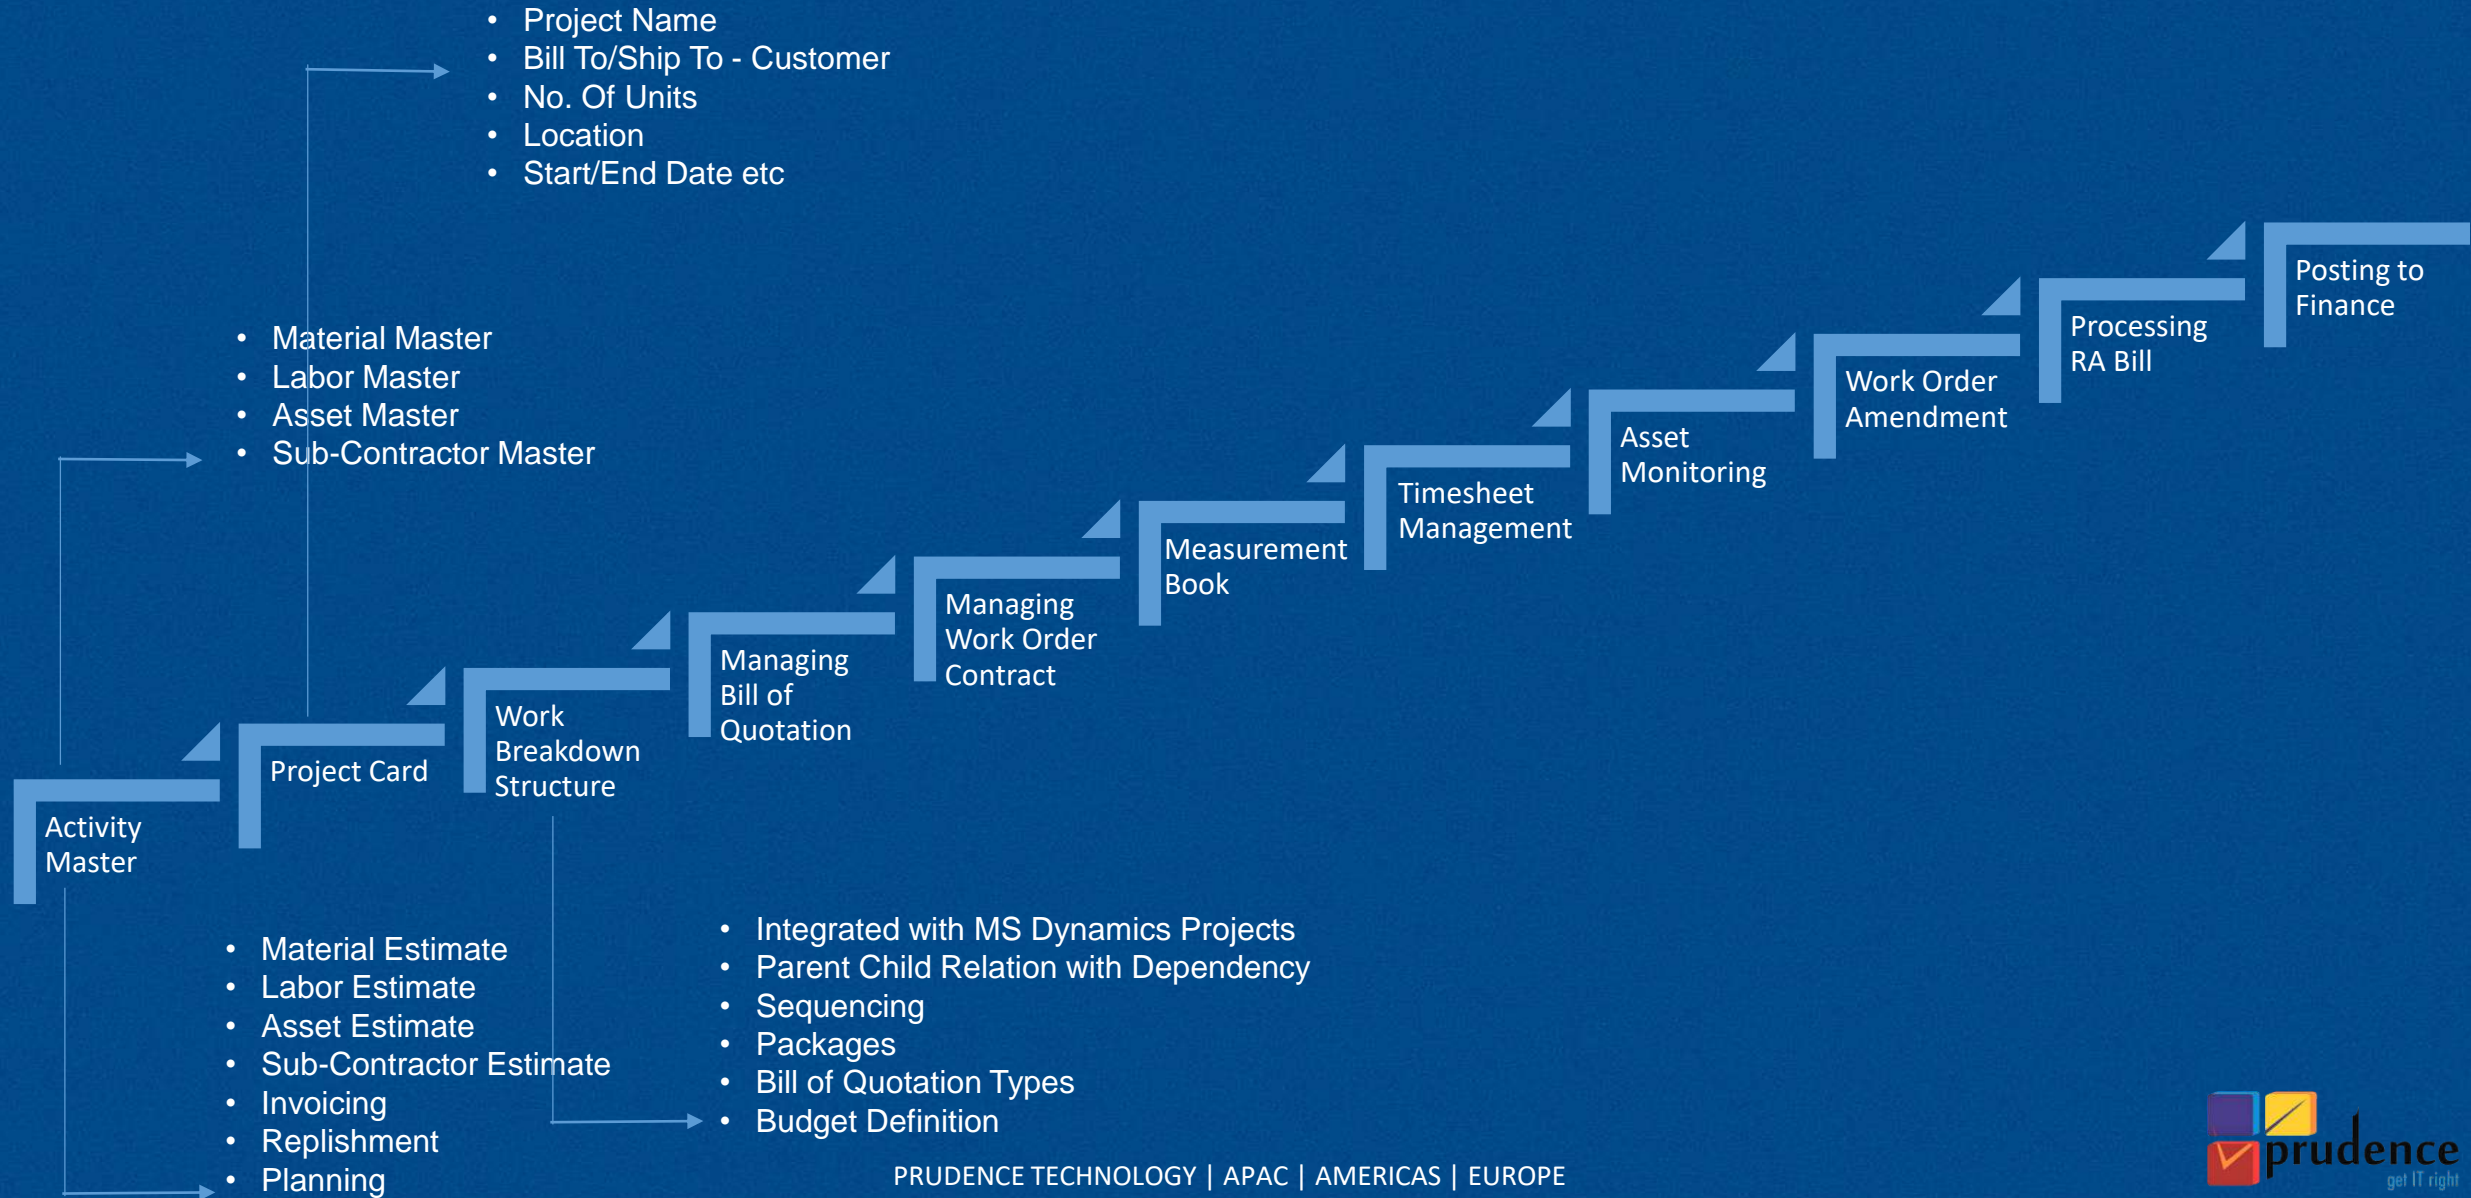 • Project Name
• Bill To/Ship To - Customer
• No. Of Units
• Location
• Start/End Date etc
• Material Master
• Labor Master
• Asset Master
• Sub-Contractor Master
Activity
Master
Project Card
Work
Breakdown
Structure
Managing
Bill of
Quotation
Managing
Work Order
Contract
Measurement
Book
Timesheet
Management
Asset
Monitoring
Work Order
Amendment
Processing
RA Bill
Posting to
Finance
• Material Estimate
• Labor Estimate
• Asset Estimate
• Sub-Contractor Estimate
• Invoicing
• Replishment
• Planning
• Integrated with MS Dynamics Projects
• Parent Child Relation with Dependency
• Sequencing
• Packages
• Bill of Quotation Types
• Budget Definition
PRUDENCE TECHNOLOGY | APAC | AMERICAS | EUROPE
prudence
get IT right